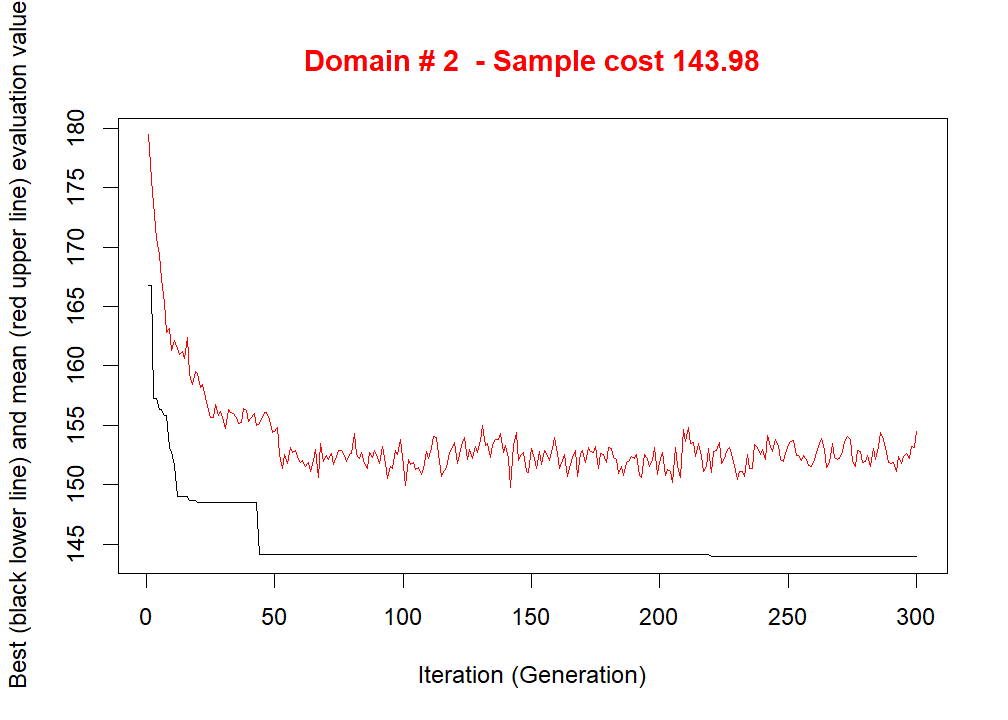 Domain # 2  - Sample cost 143.98
Best (black lower line) and mean (red upper line) evaluation value
180
175
170
165
160
155
150
145
0 50 100 150 200 250 300
Iteration (Generation)